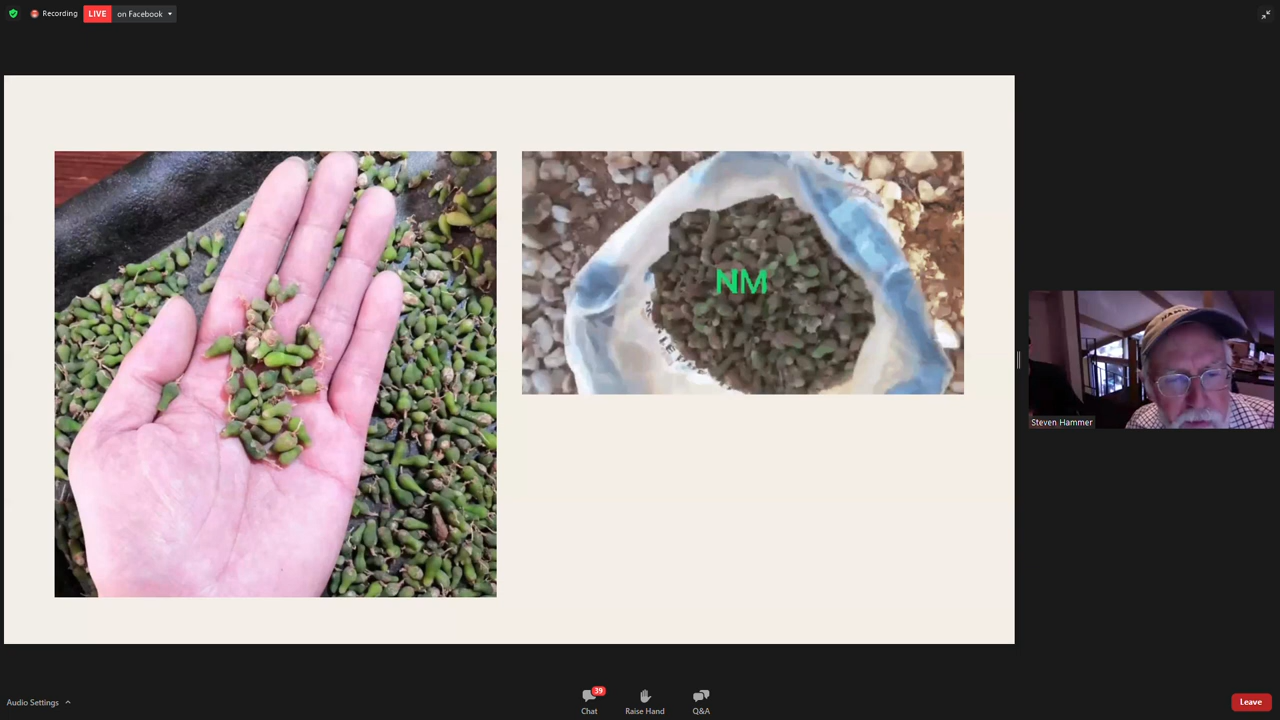 Recording
LIVE
on Facebook
NM
Steven Hammer
Audio Settings
39
Chat
Raise Hand
Q&A
Leave